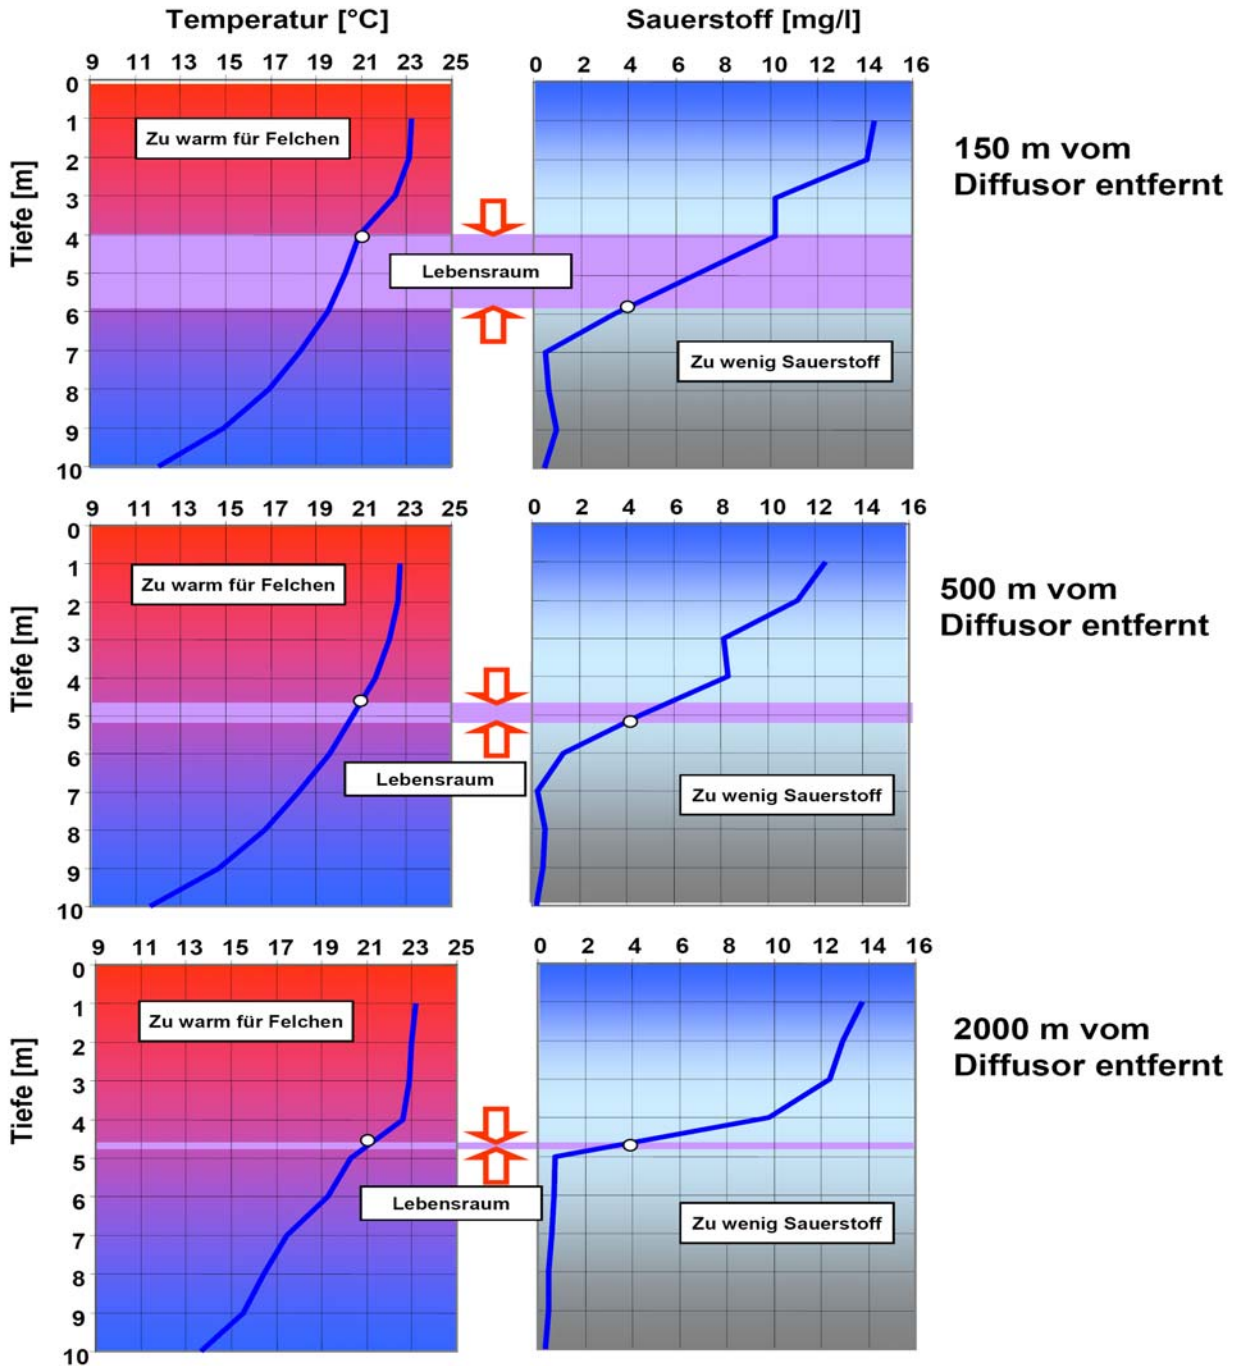 Temperatur [°C]
Sauerstoff [mg/l]
9 11 13 15 17 19 21 23 25
0 2 4 6 8 10 12 14 16
0
1
2
3
4
5
6
7
8
9
10
Tiefe [m]
Zu warm für Felchen
Lebensraum
Zu wenig Sauerstoff
150 m vom
Diffusor entfernt
9 11 13 15 17 19 21 23 25
0 2 4 6 8 10 12 14 16
0
1
2
3
4
5
6
7
8
9
10
Tiefe [m]
Zu warm für Felchen
Lebensraum
Zu wenig Sauerstoff
500 m vom
Diffusor entfernt
9 11 13 15 17 19 21 23 25
0 2 4 6 8 10 12 14 16
0
1
2
3
4
5
6
7
8
9
10
Tiefe [m]
Zu warm für Felchen
Lebensraum
Zu wenig Sauerstoff
2000 m vom
Diffusor entfernt